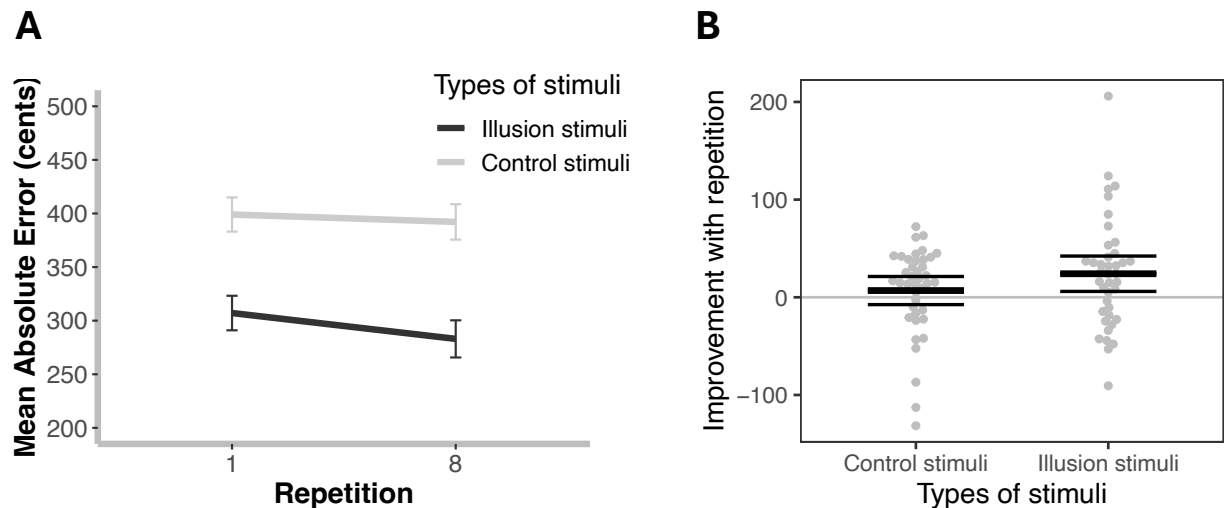 A
Mean Absolute Error (cents)
500
450
400
350
300
250
200
Types of stimuli
Illusion stimuli
Control stimuli
1
8
Repetition
B
Improvement with repetition
200
100
0
−100
Control stimuli
Illusion stimuli
Types of stimuli